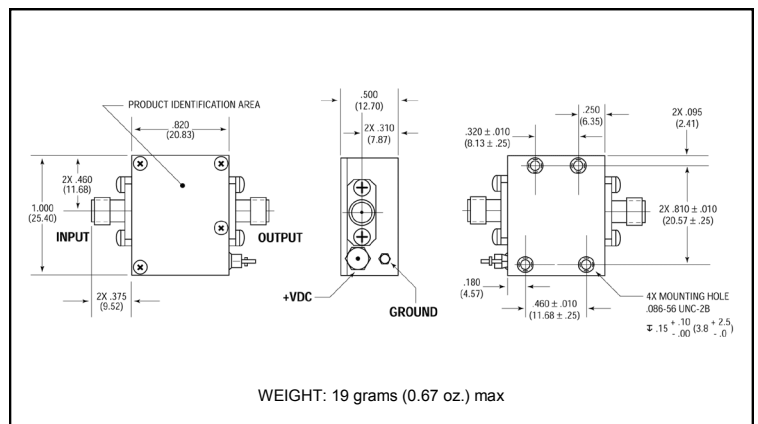 PRODUCT IDENTIFICATION AREA
.820
(20.83)
2X .460
(11.68)
1.000
(25.40)
INPUT
OUTPUT
2X .375
(9.52)
.500
(12.70)
2X .310
(7.87)
+VDC
GROUND
.250
(6.35)
.320 ± .010
(8.13 ± .25)
2X .095
(2.41)
2X .810 ± .010
(20.57 ± .25)
.180
(4.57)
.460 ± .010
(11.68 ± .25)
4X MOUNTING HOLE
.086-56 UNC-2B
↧ .15 + .10 - .00 (3.8 + 2.5 - .0)
WEIGHT: 19 grams (0.67 oz.) max